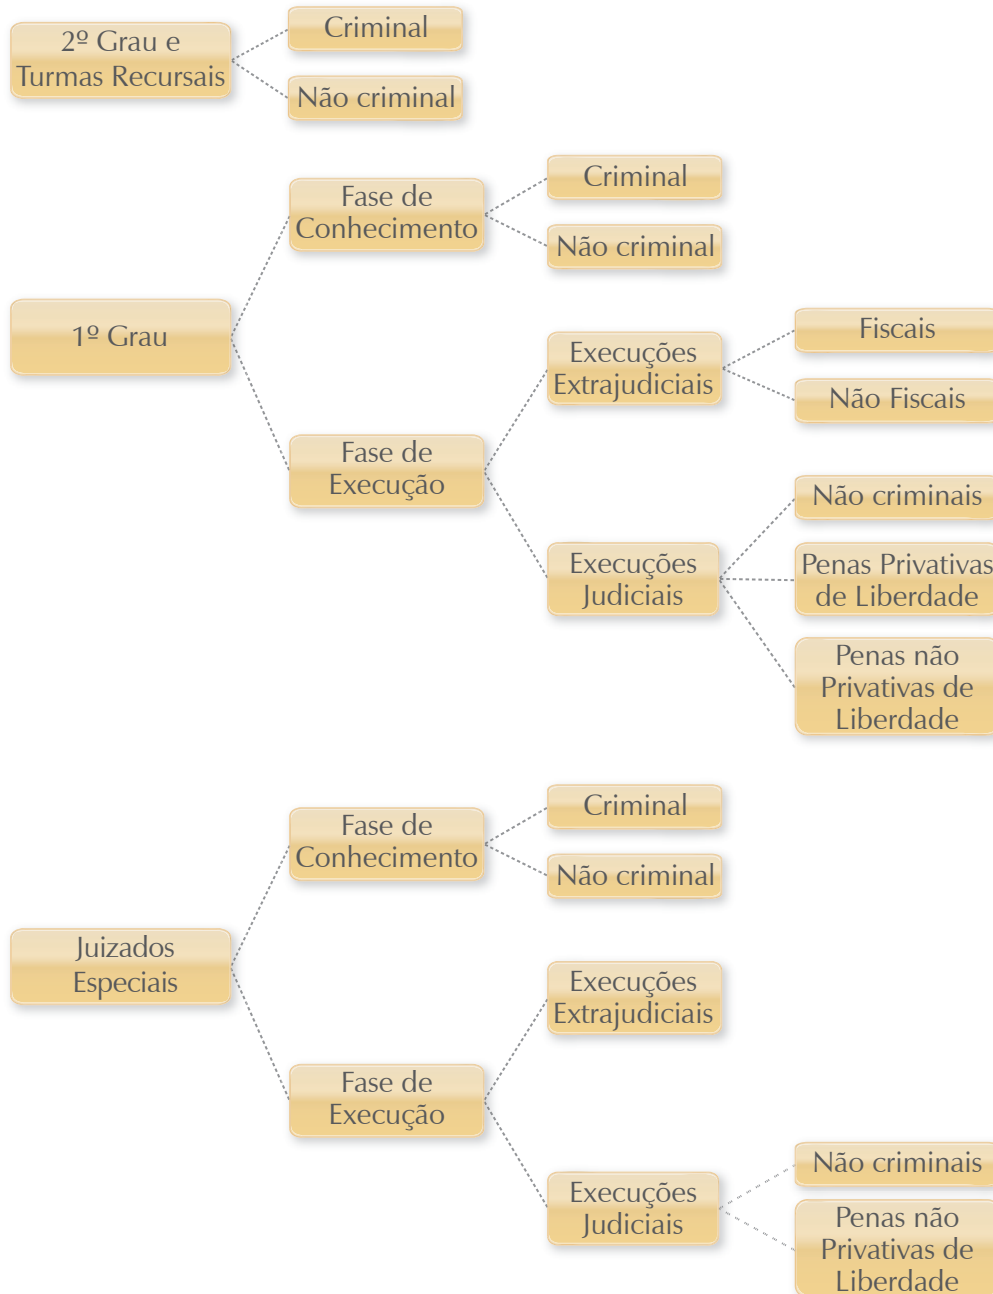 2º Grau e
Turmas Recursais
Criminal
Não criminal
1º Grau
Fase de
Conhecimento
Criminal
Não criminal
Fase de
Execução
Execuções
Extrajudiciais
Fiscais
Não Fiscais
Execuções
Judiciais
Não criminais
Penas Privativas
de Liberdade
Penas não
Privativas de
Liberdade
Juizados
Especiais
Fase de
Conhecimento
Criminal
Não criminal
Fase de
Execução
Execuções
Extrajudiciais
Execuções
Judiciais
Não criminais
Penas não
Privativas de
Liberdade